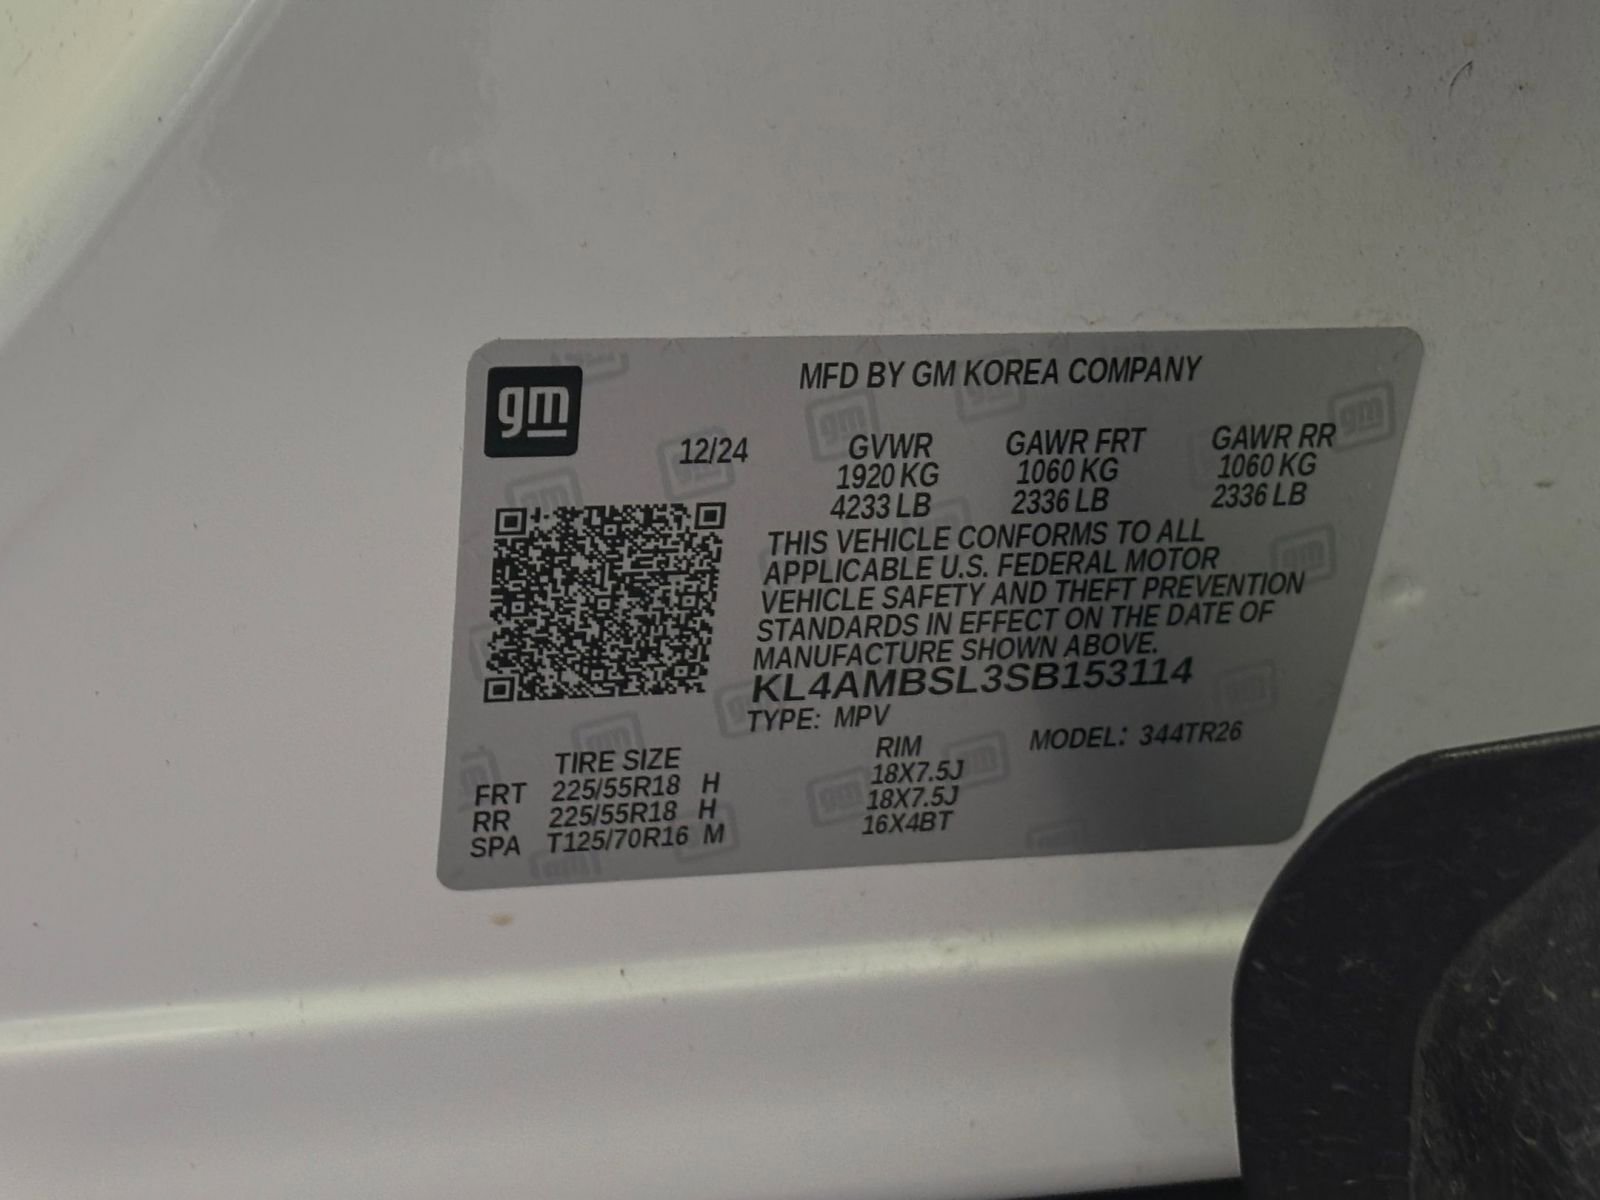 gm
MFD BY GM KOREA COMPANY
12/24 GVWR GAWR FRT GAWR RR
1920 KG 1060 KG 1060 KG
4233 LB 2336 LB 2336 LB
THIS VEHICLE CONFORMS TO ALL
APPLICABLE U.S. FEDERAL MOTOR
VEHICLE SAFETY AND THEFT PREVENTION
STANDARDS IN EFFECT ON THE DATE OF
MANUFACTURE SHOWN ABOVE.
KL4AMBSL3SB153114
TYPE: MPV
TIRE SIZE RIM MODEL: 344TR26
FRT 225/55R18 H 18X7.5J
RR 225/55R18 H 18X7.5J
SPA T125/70R16 M 16X4BT